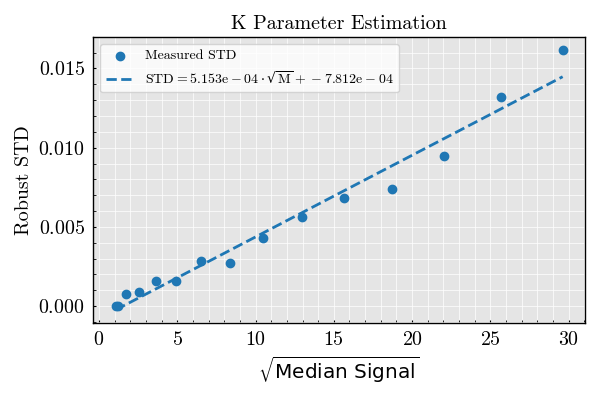 K Parameter Estimation
Measured STD
STD = 5.153e − 04 · √M + −7.812e − 04
0.015
0.010
0.005
0.000
Robust STD
0 5 10 15 20 25 30
√Median Signal